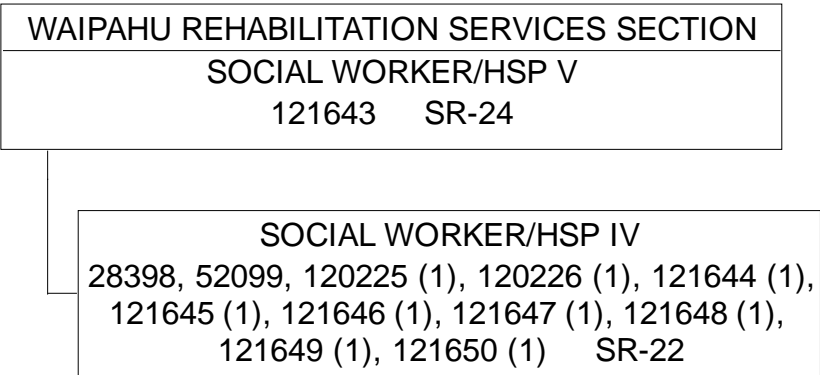 WAIPAHU REHABILITATION SERVICES SECTION
SOCIAL WORKER/HSP V
121643 SR-24
SOCIAL WORKER/HSP IV
28398, 52099, 120225 (1), 120226 (1), 121644 (1),
121645 (1), 121646 (1), 121647 (1), 121648 (1),
121649 (1), 121650 (1) SR-22